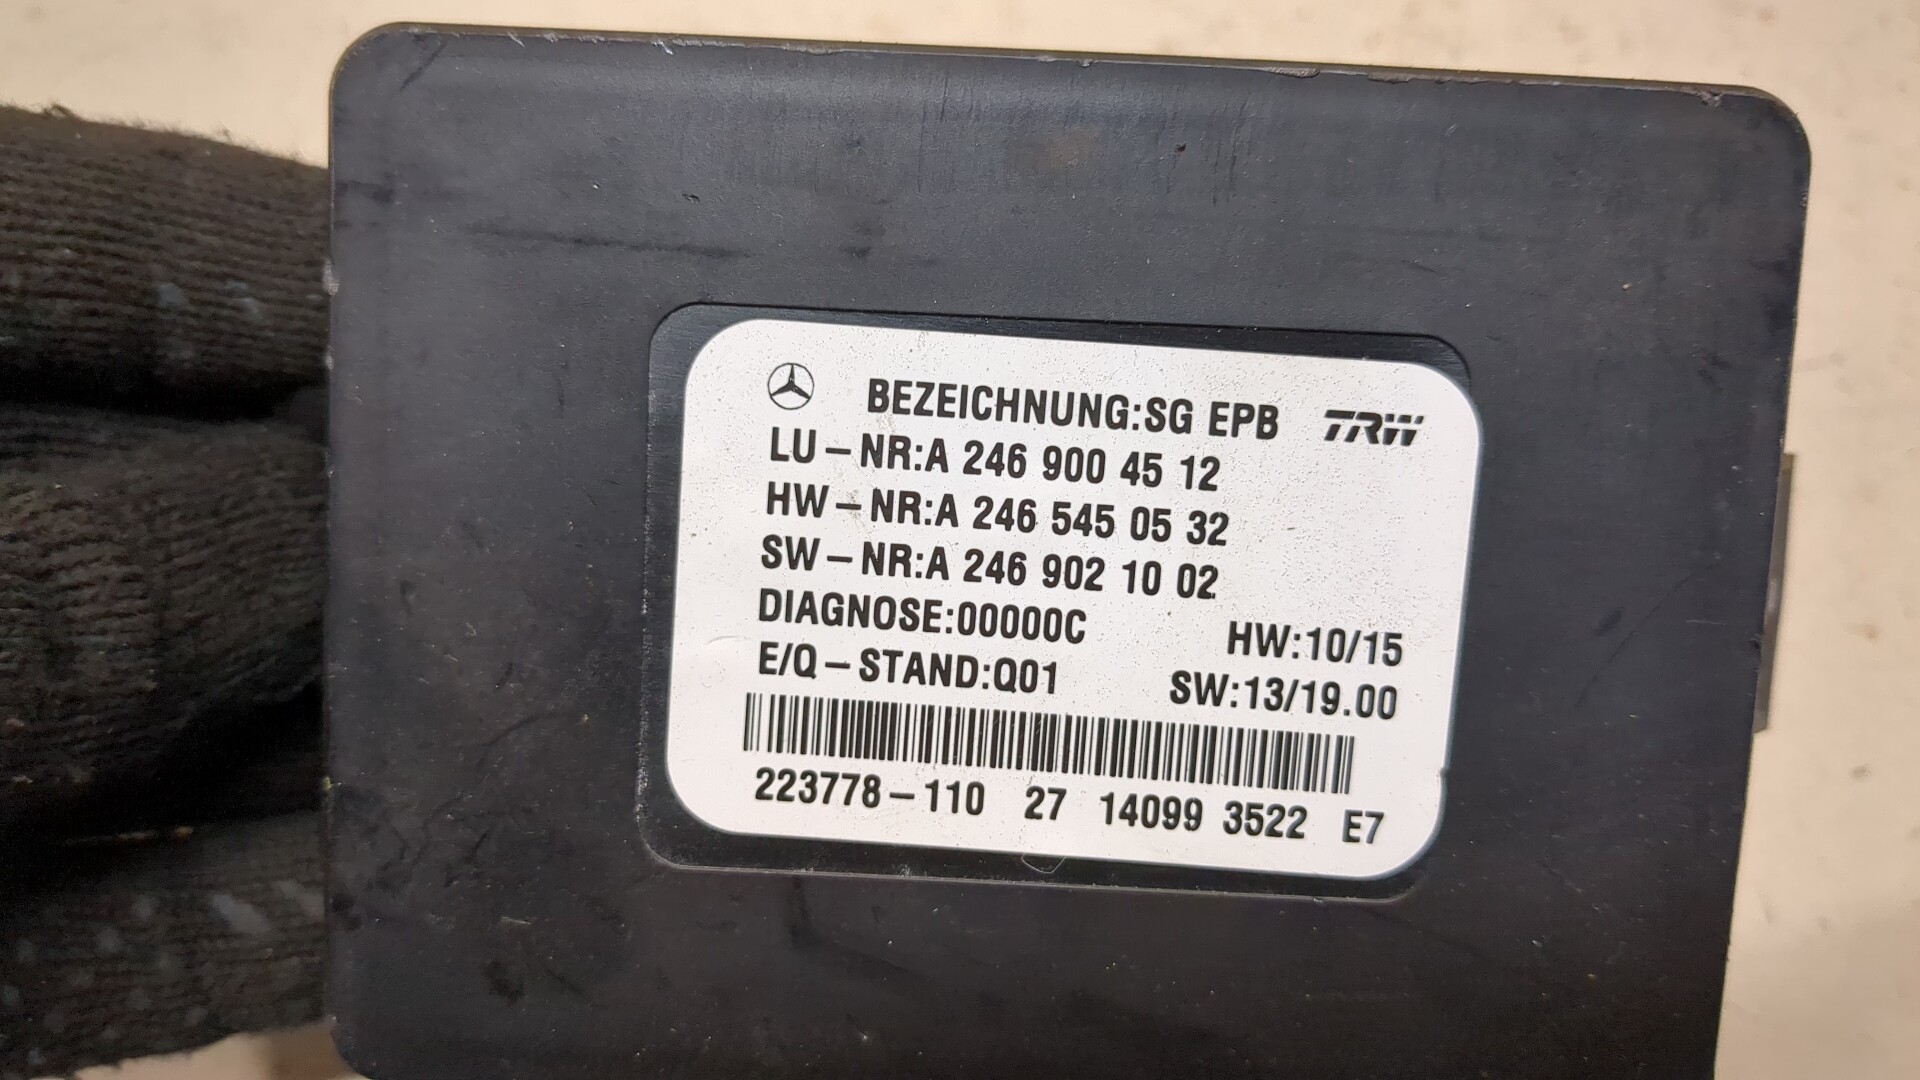 BEZEICHNUNG:SG EPB TRW
LU-NR:A 246 900 45 12
HW-NR:A 246 545 05 32
SW-NR:A 246 902 10 02
DIAGNOSE:00000C HW:10/15
E/Q-STAND:Q01 SW:13/19.00
223778-110 27 14099 3522 E7